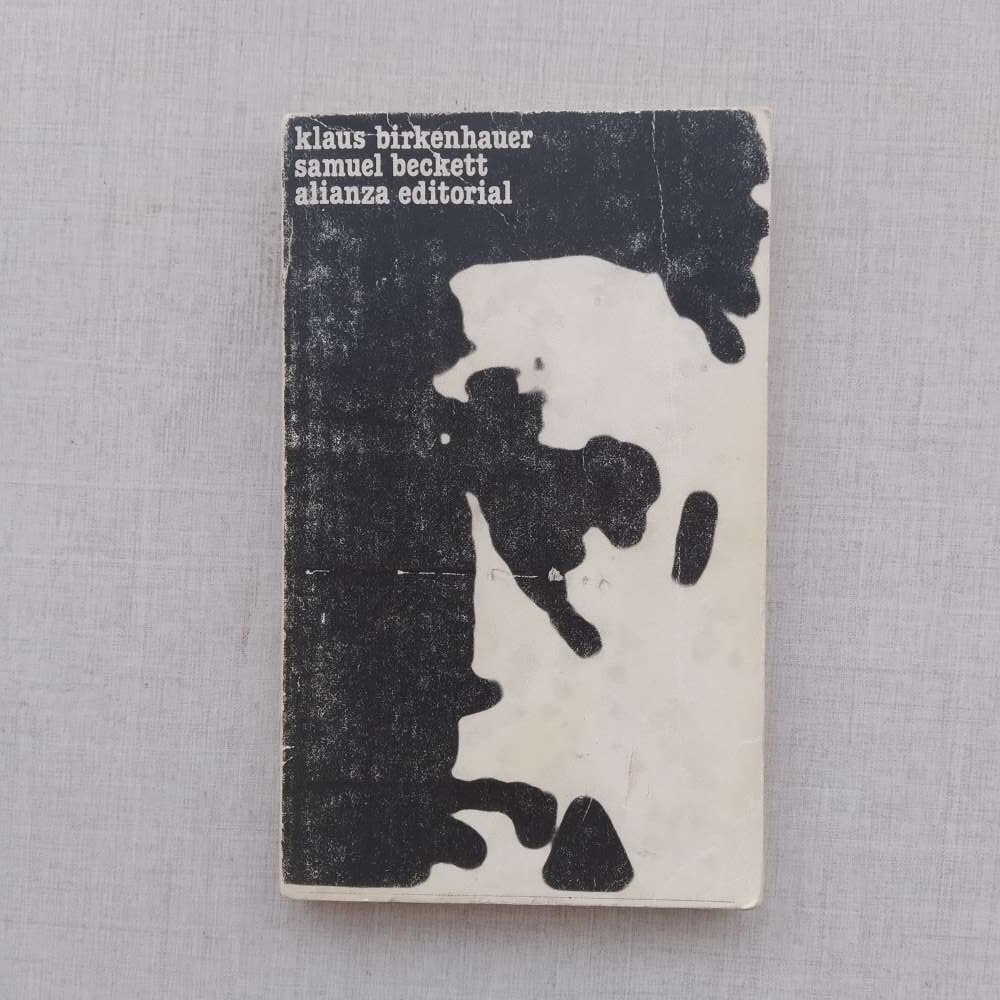 klaus birkenhauer
samuel beckett
alianza editorial